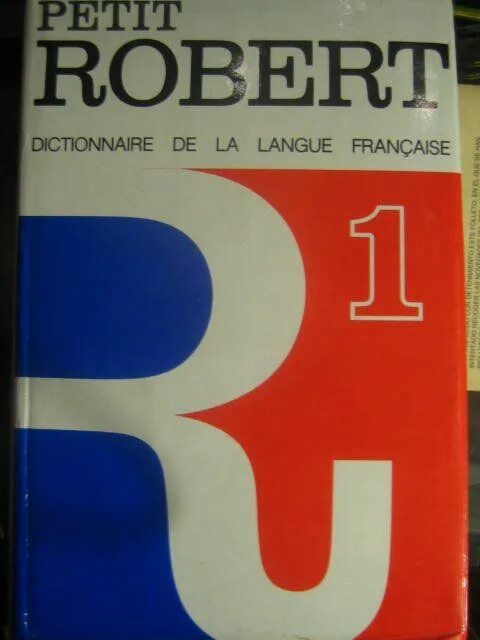 PETIT
ROBERT
DICTIONNAIRE DE LA LANGUE FRANÇAISE
1
R